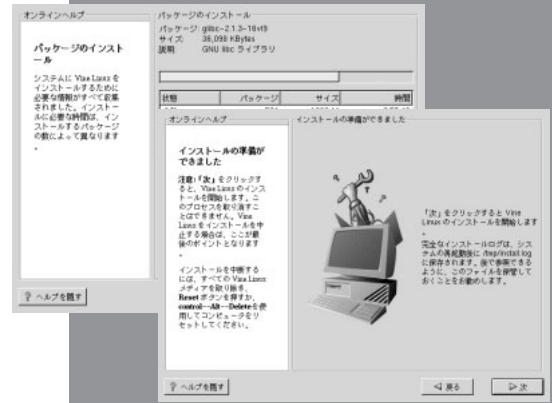 オンラインヘルプ
パッケージのインスト
ール
システムに Vine Linux を
インストールするために
必要な情報がすべて収集
されました。インストー
ルに必要な時間は、イン
ストールするパッケージ
の数によって異なります
。
? ヘルプを隠す
パッケージのインストール
パッケージ: glibc-2.1.3-18vl9
サイズ: 36,098 KBytes
説明: GNU libc ライブラリ
状態 パッケージ サイズ 時間
オンラインヘルプ
インストールの準備が
できました
注意:「次」をクリックす
ると、Vine Linux のインス
トールを開始します。こ
のプロセスを取り消すこ
とはできません。Vine
Linux インストールを中
止する場合は、ここが最
後のポイントとなります
。
インストールを中断する
には、すべての Vine Linux
メディアを取り除き、
Reset ボタンを押すか、
control--Alt--Delete を使
用してコンピュータをリ
セットしてください。
? ヘルプを隠す
インストールの準備ができました
「次」をクリックすると Vine
Linux のインストールを開始します
。
完全なインストールログは、シス
テムの再起動後に /tmp/install.log
に保存されます。後で参照できる
ように、このファイルを保管して
おくことをお勧めします。
戻る
次